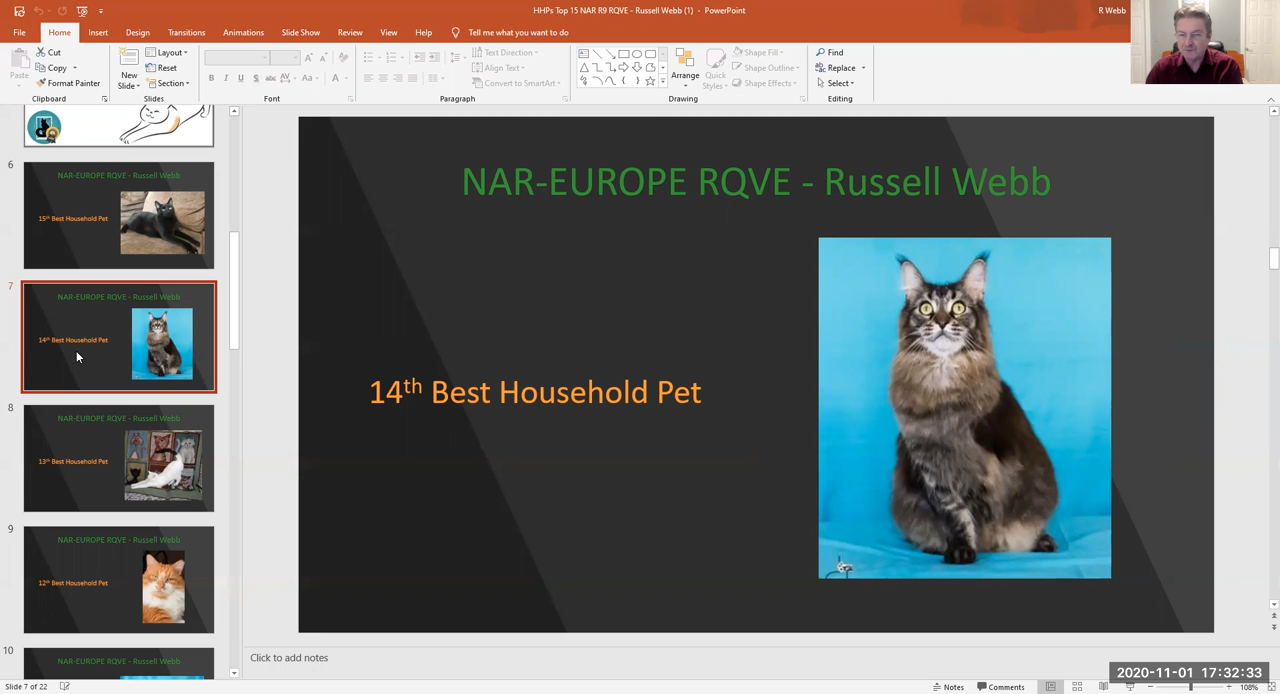 HHPs Top 15 NAR R9 RQVE - Russell Webb (1) - PowerPoint
R Webb
File Home Insert Design Transitions Animations Slide Show Review View Help Tell me what you want to do
Paste
Cut
Copy
Format Painter
Clipboard
New Slide
Layout
Reset
Section
Slides
B I U S abc AV Aa A
Font
Text Direction
Align Text
Convert to SmartArt
Paragraph
Arrange
Quick Styles
Shape Fill
Shape Outline
Shape Effects
Drawing
Find
Replace
Select
Editing
6
NAR-EUROPE RQVE - Russell Webb
15th Best Household Pet
7
NAR-EUROPE RQVE - Russell Webb
14th Best Household Pet
8
NAR-EUROPE RQVE - Russell Webb
13th Best Household Pet
9
NAR-EUROPE RQVE - Russell Webb
12th Best Household Pet
10
NAR-EUROPE RQVE - Russell Webb
NAR-EUROPE RQVE - Russell Webb
14th Best Household Pet
Click to add notes
2020-11-01 17:32:33
Slide 7 of 22
Notes
Comments
108%